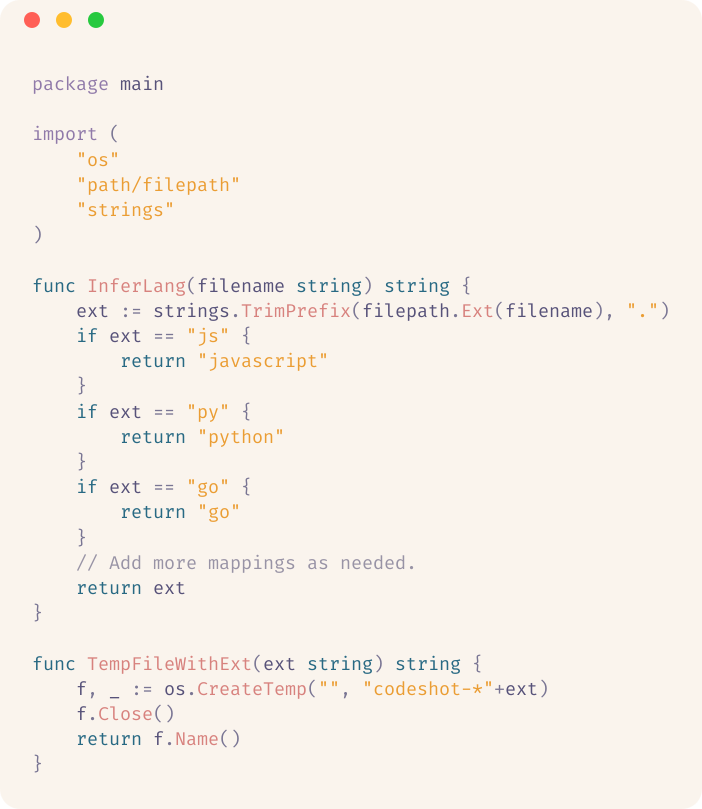 package main

import (
    "os"
    "path/filepath"
    "strings"
)

func InferLang(filename string) string {
    ext := strings.TrimPrefix(filepath.Ext(filename), ".")
    if ext == "js" {
        return "javascript"
    }
    if ext == "py" {
        return "python"
    }
    if ext == "go" {
        return "go"
    }
    // Add more mappings as needed.
    return ext
}

func TempFileWithExt(ext string) string {
    f, _ := os.CreateTemp("", "codeshot-*"+ext)
    f.Close()
    return f.Name()
}